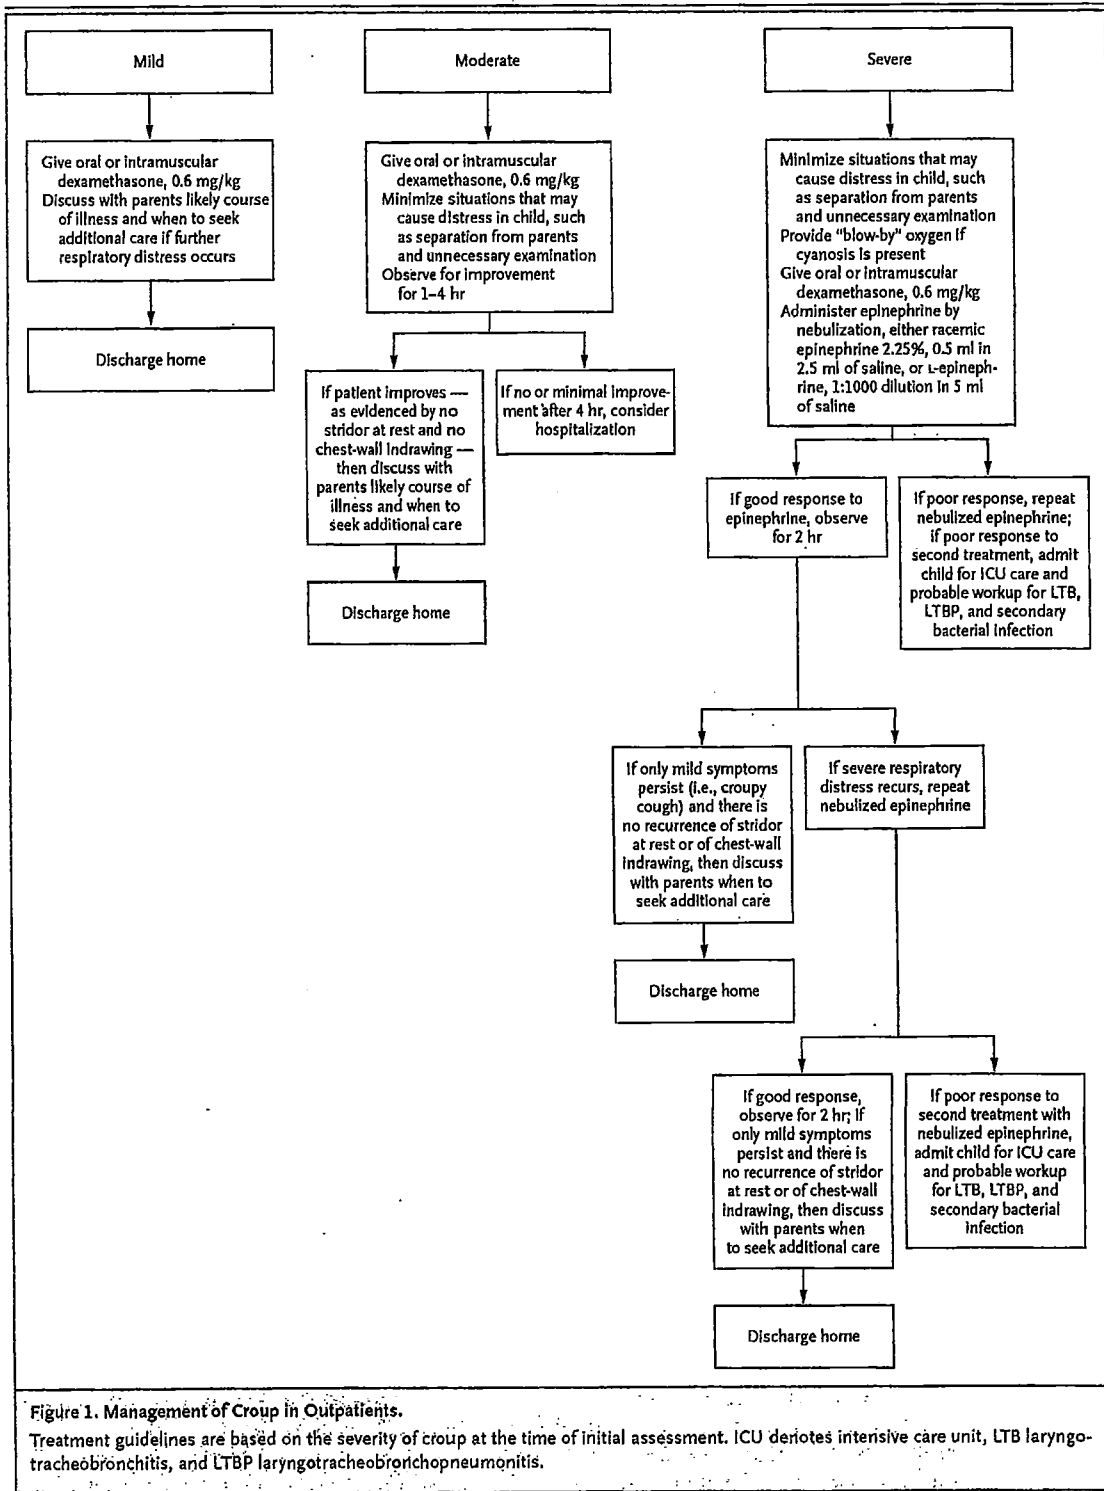 Mild
Give oral or intramuscular
dexamethasone, 0.6 mg/kg
Discuss with parents likely course
of illness and when to seek
additional care if further
respiratory distress occurs
Discharge home
Moderate
Give oral or intramuscular
dexamethasone, 0.6 mg/kg
Minimize situations that may
cause distress in child, such
as separation from parents
and unnecessary examination
Observe for improvement
for 1–4 hr
If patient improves —
as evidenced by no
stridor at rest and no
chest-wall indrawing —
then discuss with
parents likely course of
illness and when to
seek additional care
Discharge home
If no or minimal improve-
ment after 4 hr, consider
hospitalization
Severe
Minimize situations that may
cause distress in child, such
as separation from parents
and unnecessary examination
Provide "blow-by" oxygen if
cyanosis is present
Give oral or intramuscular
dexamethasone, 0.6 mg/kg
Administer epinephrine by
nebulization, either racemic
epinephrine 2.25%, 0.5 ml in
2.5 ml of saline, or L-epineph-
rine, 1:1000 dilution in 5 ml
of saline
If good response to
epinephrine, observe
for 2 hr
If poor response, repeat
nebulized epinephrine;
if poor response to
second treatment, admit
child for ICU care and
probable workup for LTB,
LTBP, and secondary
bacterial infection
If only mild symptoms
persist (i.e., croupy
cough) and there is
no recurrence of stridor
at rest or of chest-wall
indrawing, then discuss
with parents when to
seek additional care
Discharge home
If severe respiratory
distress recurs, repeat
nebulized epinephrine
If good response,
observe for 2 hr; if
only mild symptoms
persist and there is
no recurrence of stridor
at rest or of chest-wall
indrawing, then discuss
with parents when
to seek additional care
Discharge home
If poor response to
second treatment with
nebulized epinephrine,
admit child for ICU care
and probable workup
for LTB, LTBP, and
secondary bacterial
infection
Figure 1. Management of Croup in Outpatients.
Treatment guidelines are based on the severity of croup at the time of initial assessment. ICU denotes intensive care unit, LTB laryngo-
tracheobronchitis, and LTBP laryngotracheobronchopneumonitis.